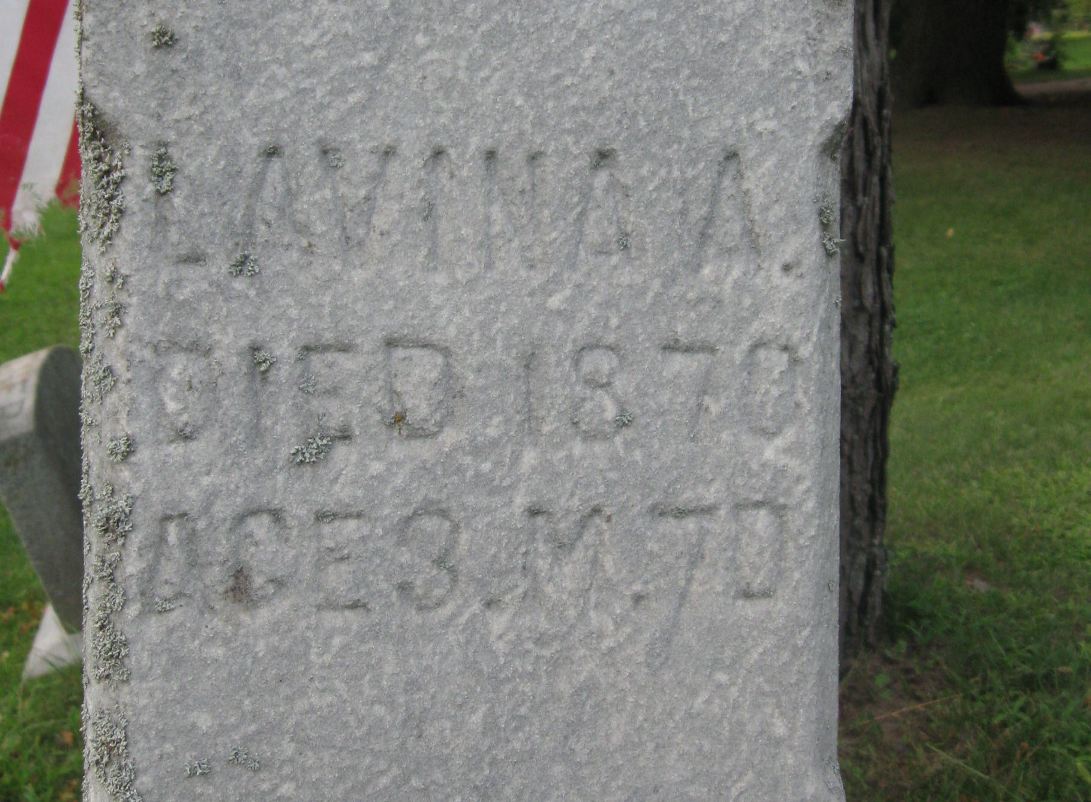 LAVINA A.
DIED 1870
AGE 3 M. 7 D